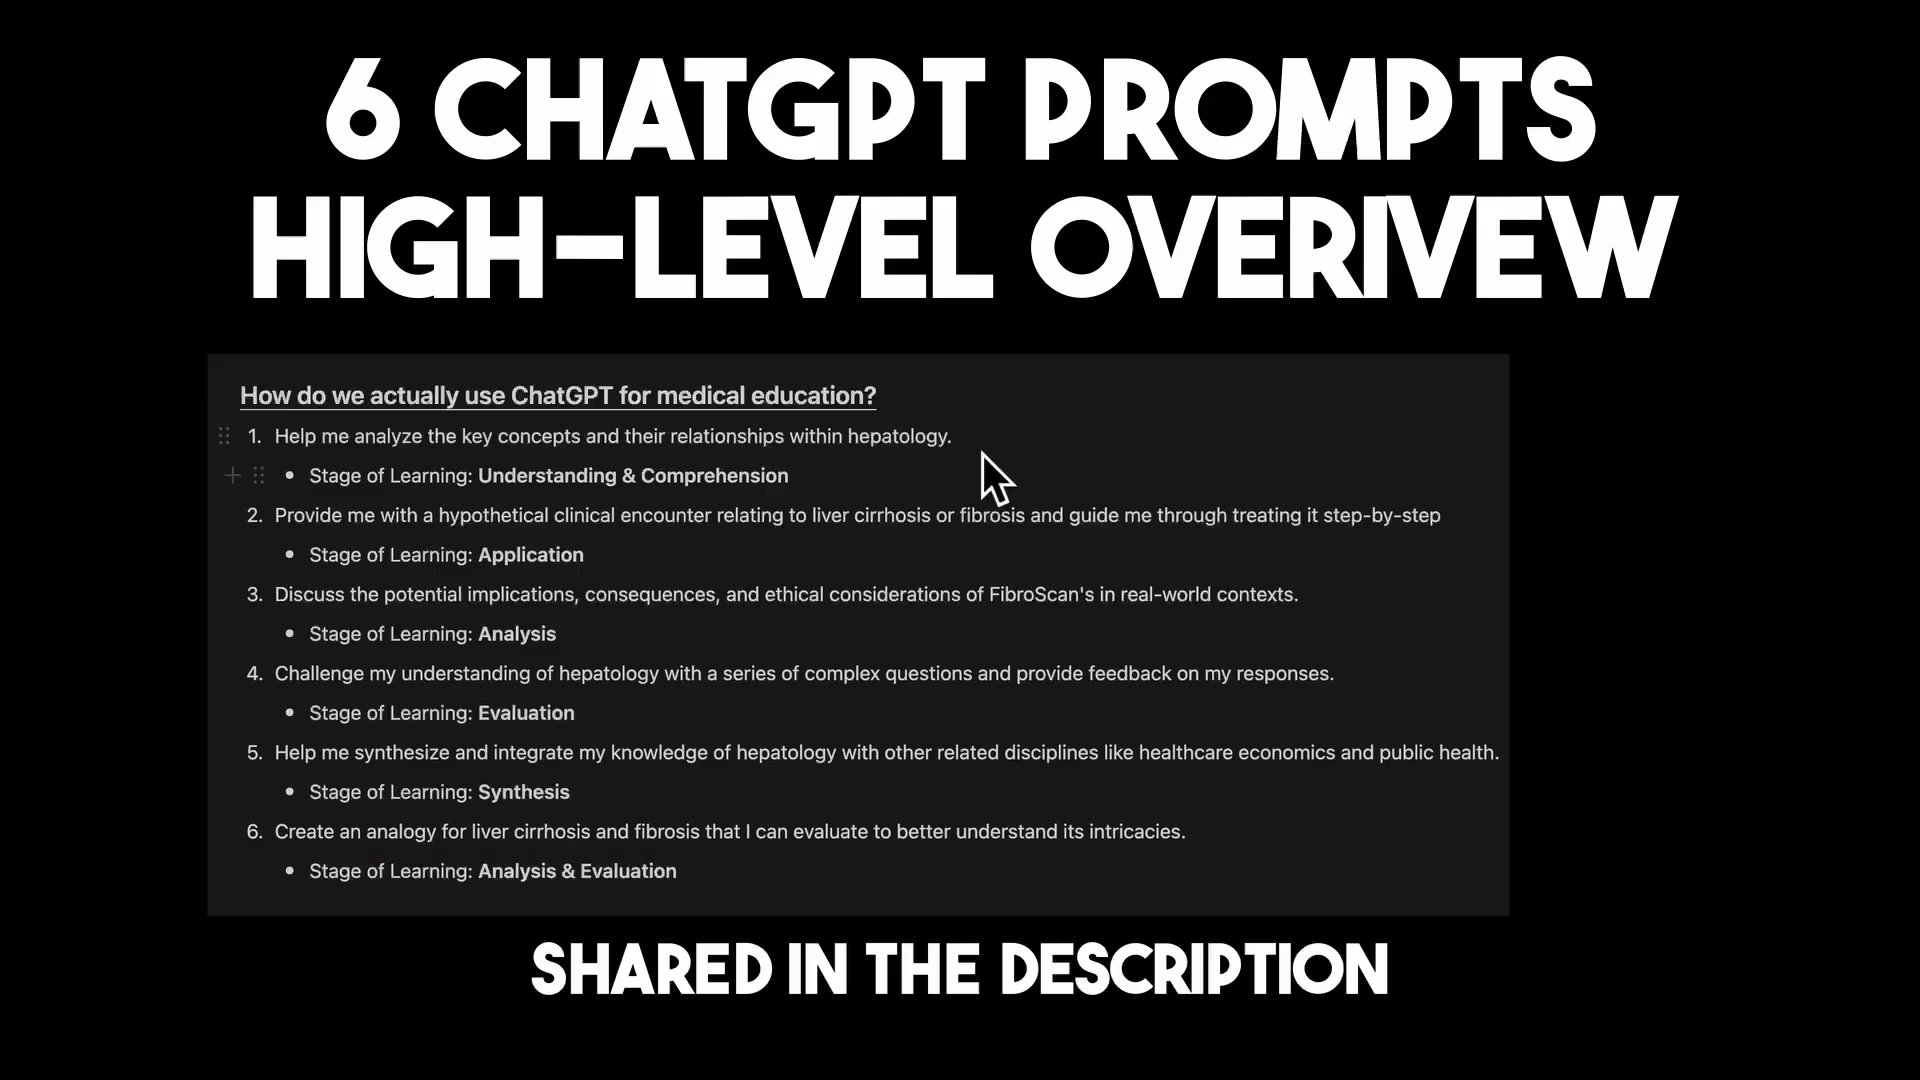 6 CHATGPT PROMPTS
HIGH-LEVEL OVERIVEW
How do we actually use ChatGPT for medical education?
1. Help me analyze the key concepts and their relationships within hepatology.
• Stage of Learning: Understanding & Comprehension
2. Provide me with a hypothetical clinical encounter relating to liver cirrhosis or fibrosis and guide me through treating it step-by-step
• Stage of Learning: Application
3. Discuss the potential implications, consequences, and ethical considerations of FibroScan's in real-world contexts.
• Stage of Learning: Analysis
4. Challenge my understanding of hepatology with a series of complex questions and provide feedback on my responses.
• Stage of Learning: Evaluation
5. Help me synthesize and integrate my knowledge of hepatology with other related disciplines like healthcare economics and public health.
• Stage of Learning: Synthesis
6. Create an analogy for liver cirrhosis and fibrosis that I can evaluate to better understand its intricacies.
• Stage of Learning: Analysis & Evaluation
SHARED IN THE DESCRIPTION